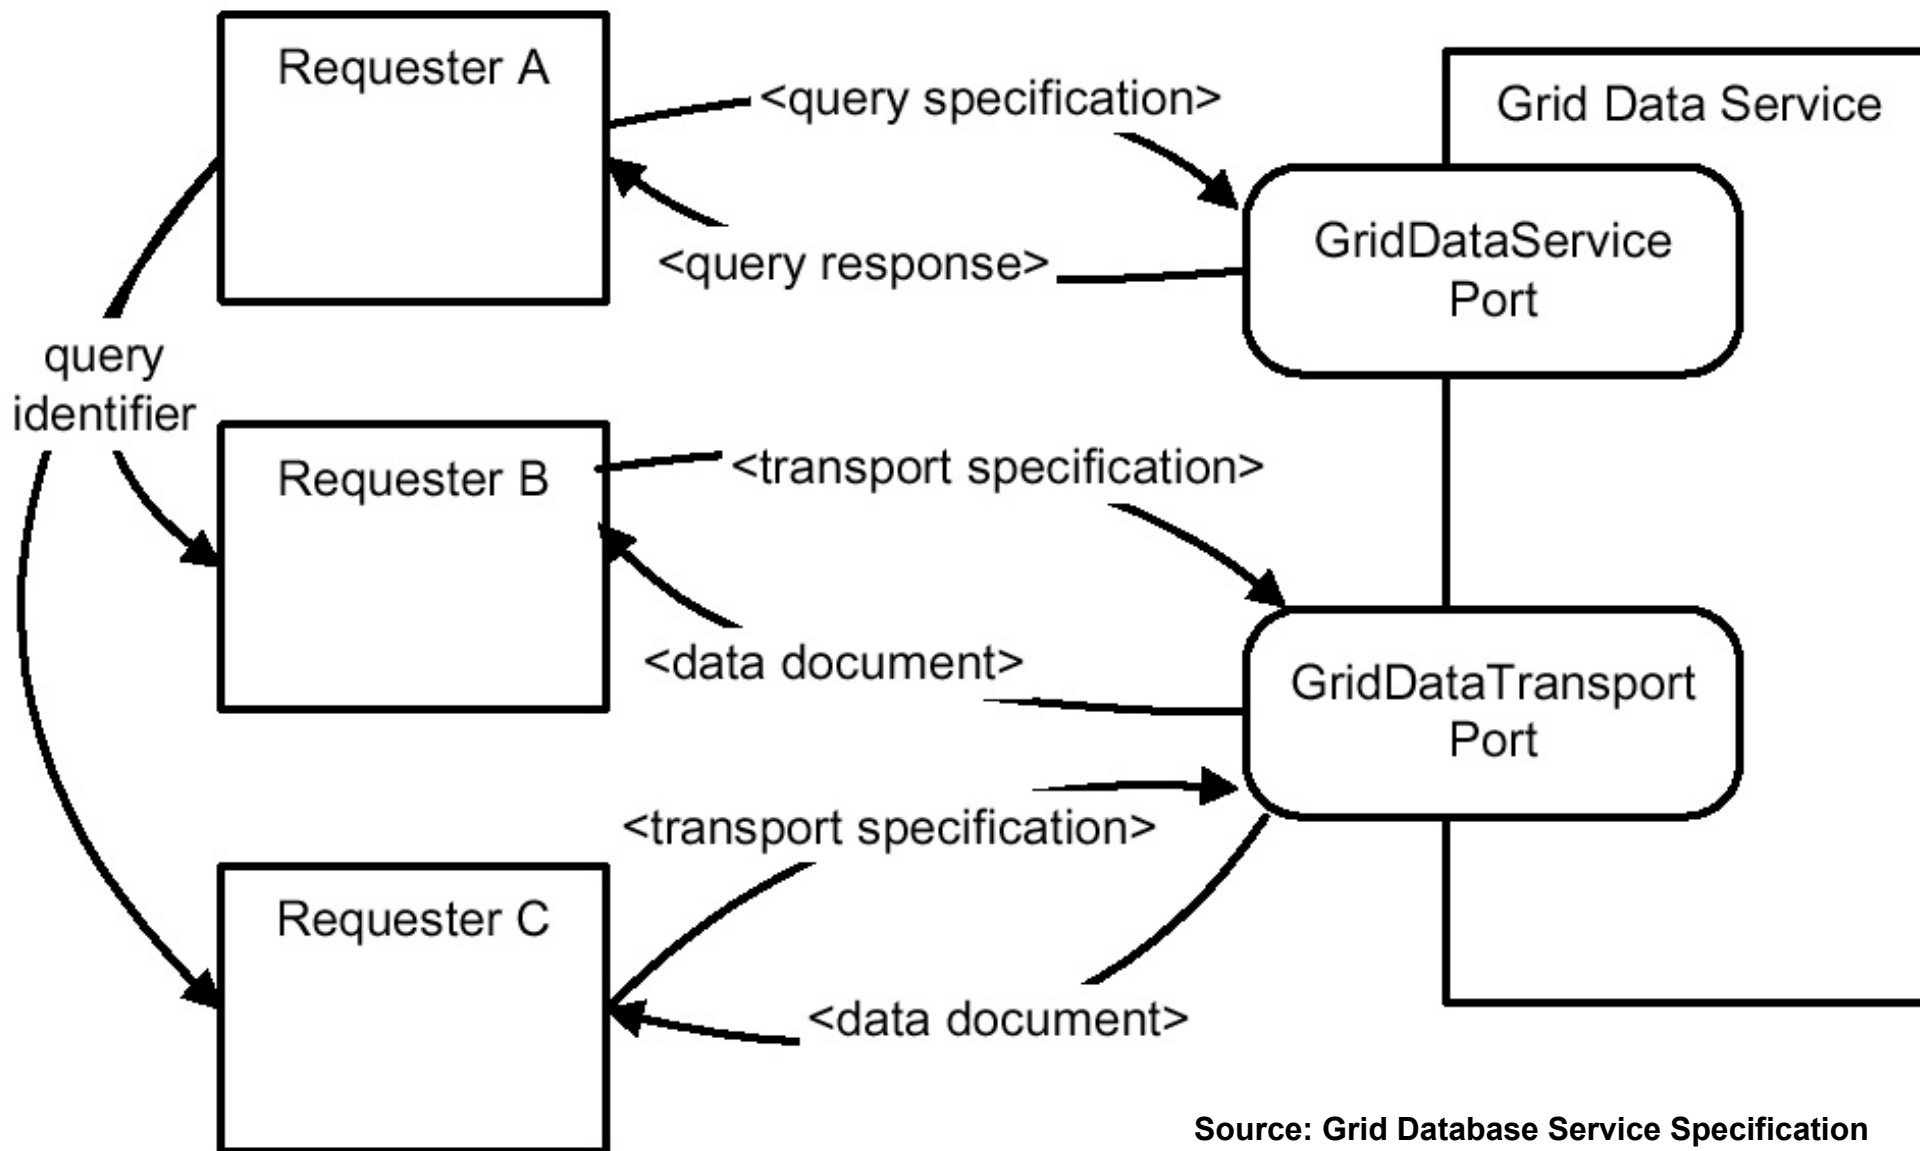 Requester A
<query specification>
Grid Data Service
GridDataService
Port
<query response>
query
identifier
Requester B
<transport specification>
<data document>
GridDataTransport
Port
<transport specification>
Requester C
<data document>
Source: Grid Database Service Specification